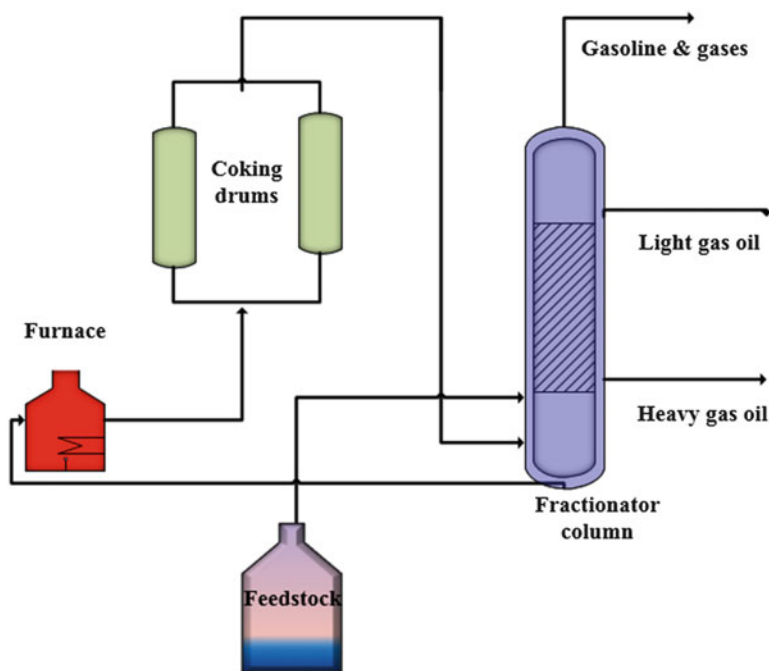 Gasoline & gases
Coking
drums
Light gas oil
Furnace
Heavy gas oil
Fractionator
column
Feedstock